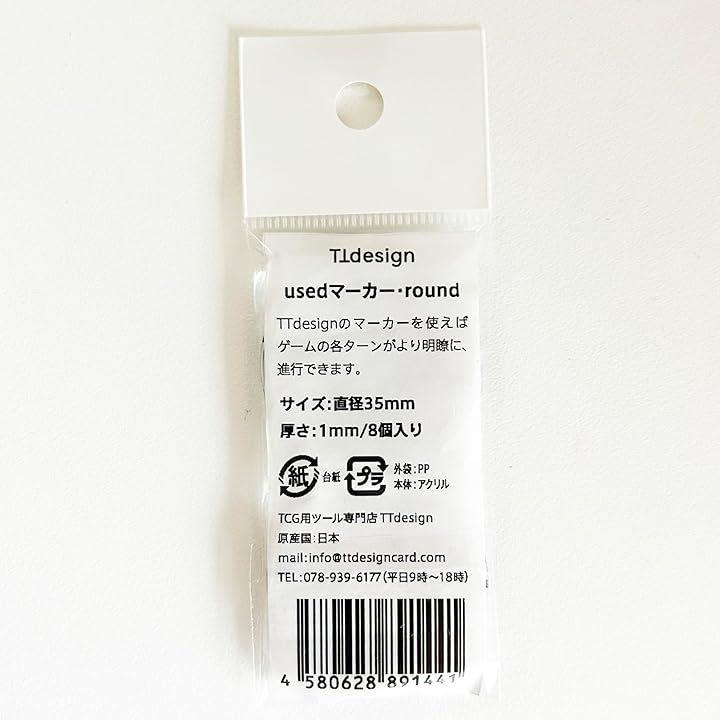 TTdesign
usedマーカー・round
TTdesignのマーカーを使えば
ゲームの各ターンがより明瞭に、
進行できます。
サイズ:直径35mm
厚さ:1mm/8個入り
紙 台紙 プラ 外袋:PP
本体:アクリル
TCG用ツール専門店 TTdesign
原産国:日本
mail:info@ttdesigncard.com
TEL:078-939-6177(平日9時〜18時)
4 580628 891441